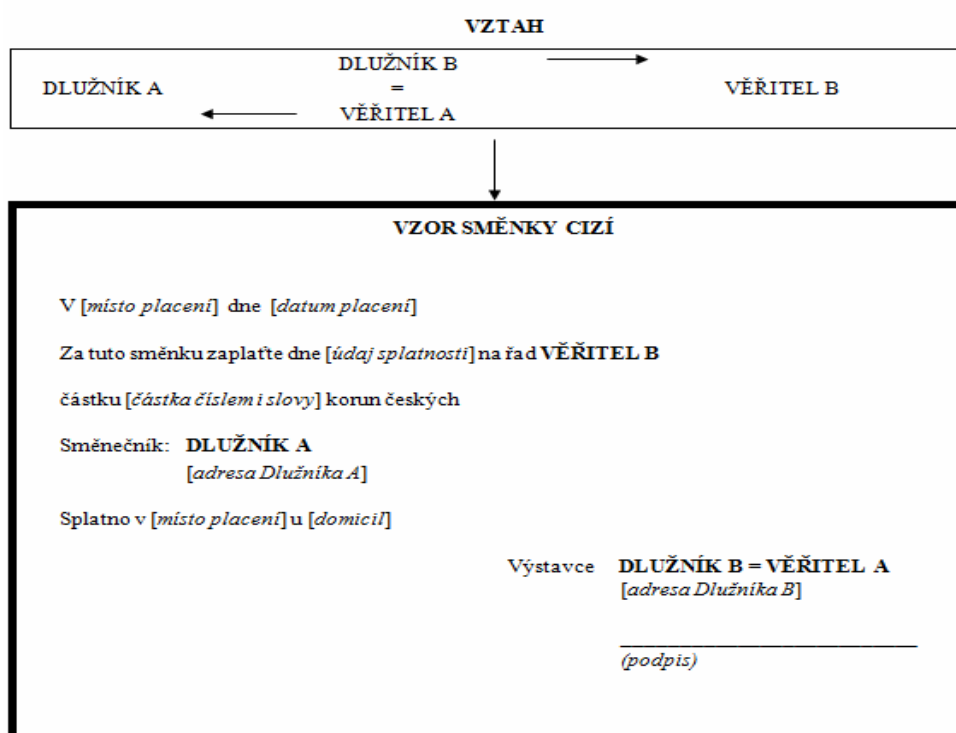 VZTAH
DLUŽNÍK B
DLUŽNÍK A = VĚŘITEL B
VĚŘITEL A
VZOR SMĚNKY CIZÍ
V [místo placení] dne [datum placení]
Za tuto směnku zaplaťte dne [údaj splatnosti] na řad VĚŘITEL B
částku [částka číslem i slovy] korun českých
Směnečník: DLUŽNÍK A
[adresa Dlužníka A]
Splatno v [místo placení] u [domicil]
Výstavce DLUŽNÍK B = VĚŘITEL A
[adresa Dlužníka B]
(podpis)